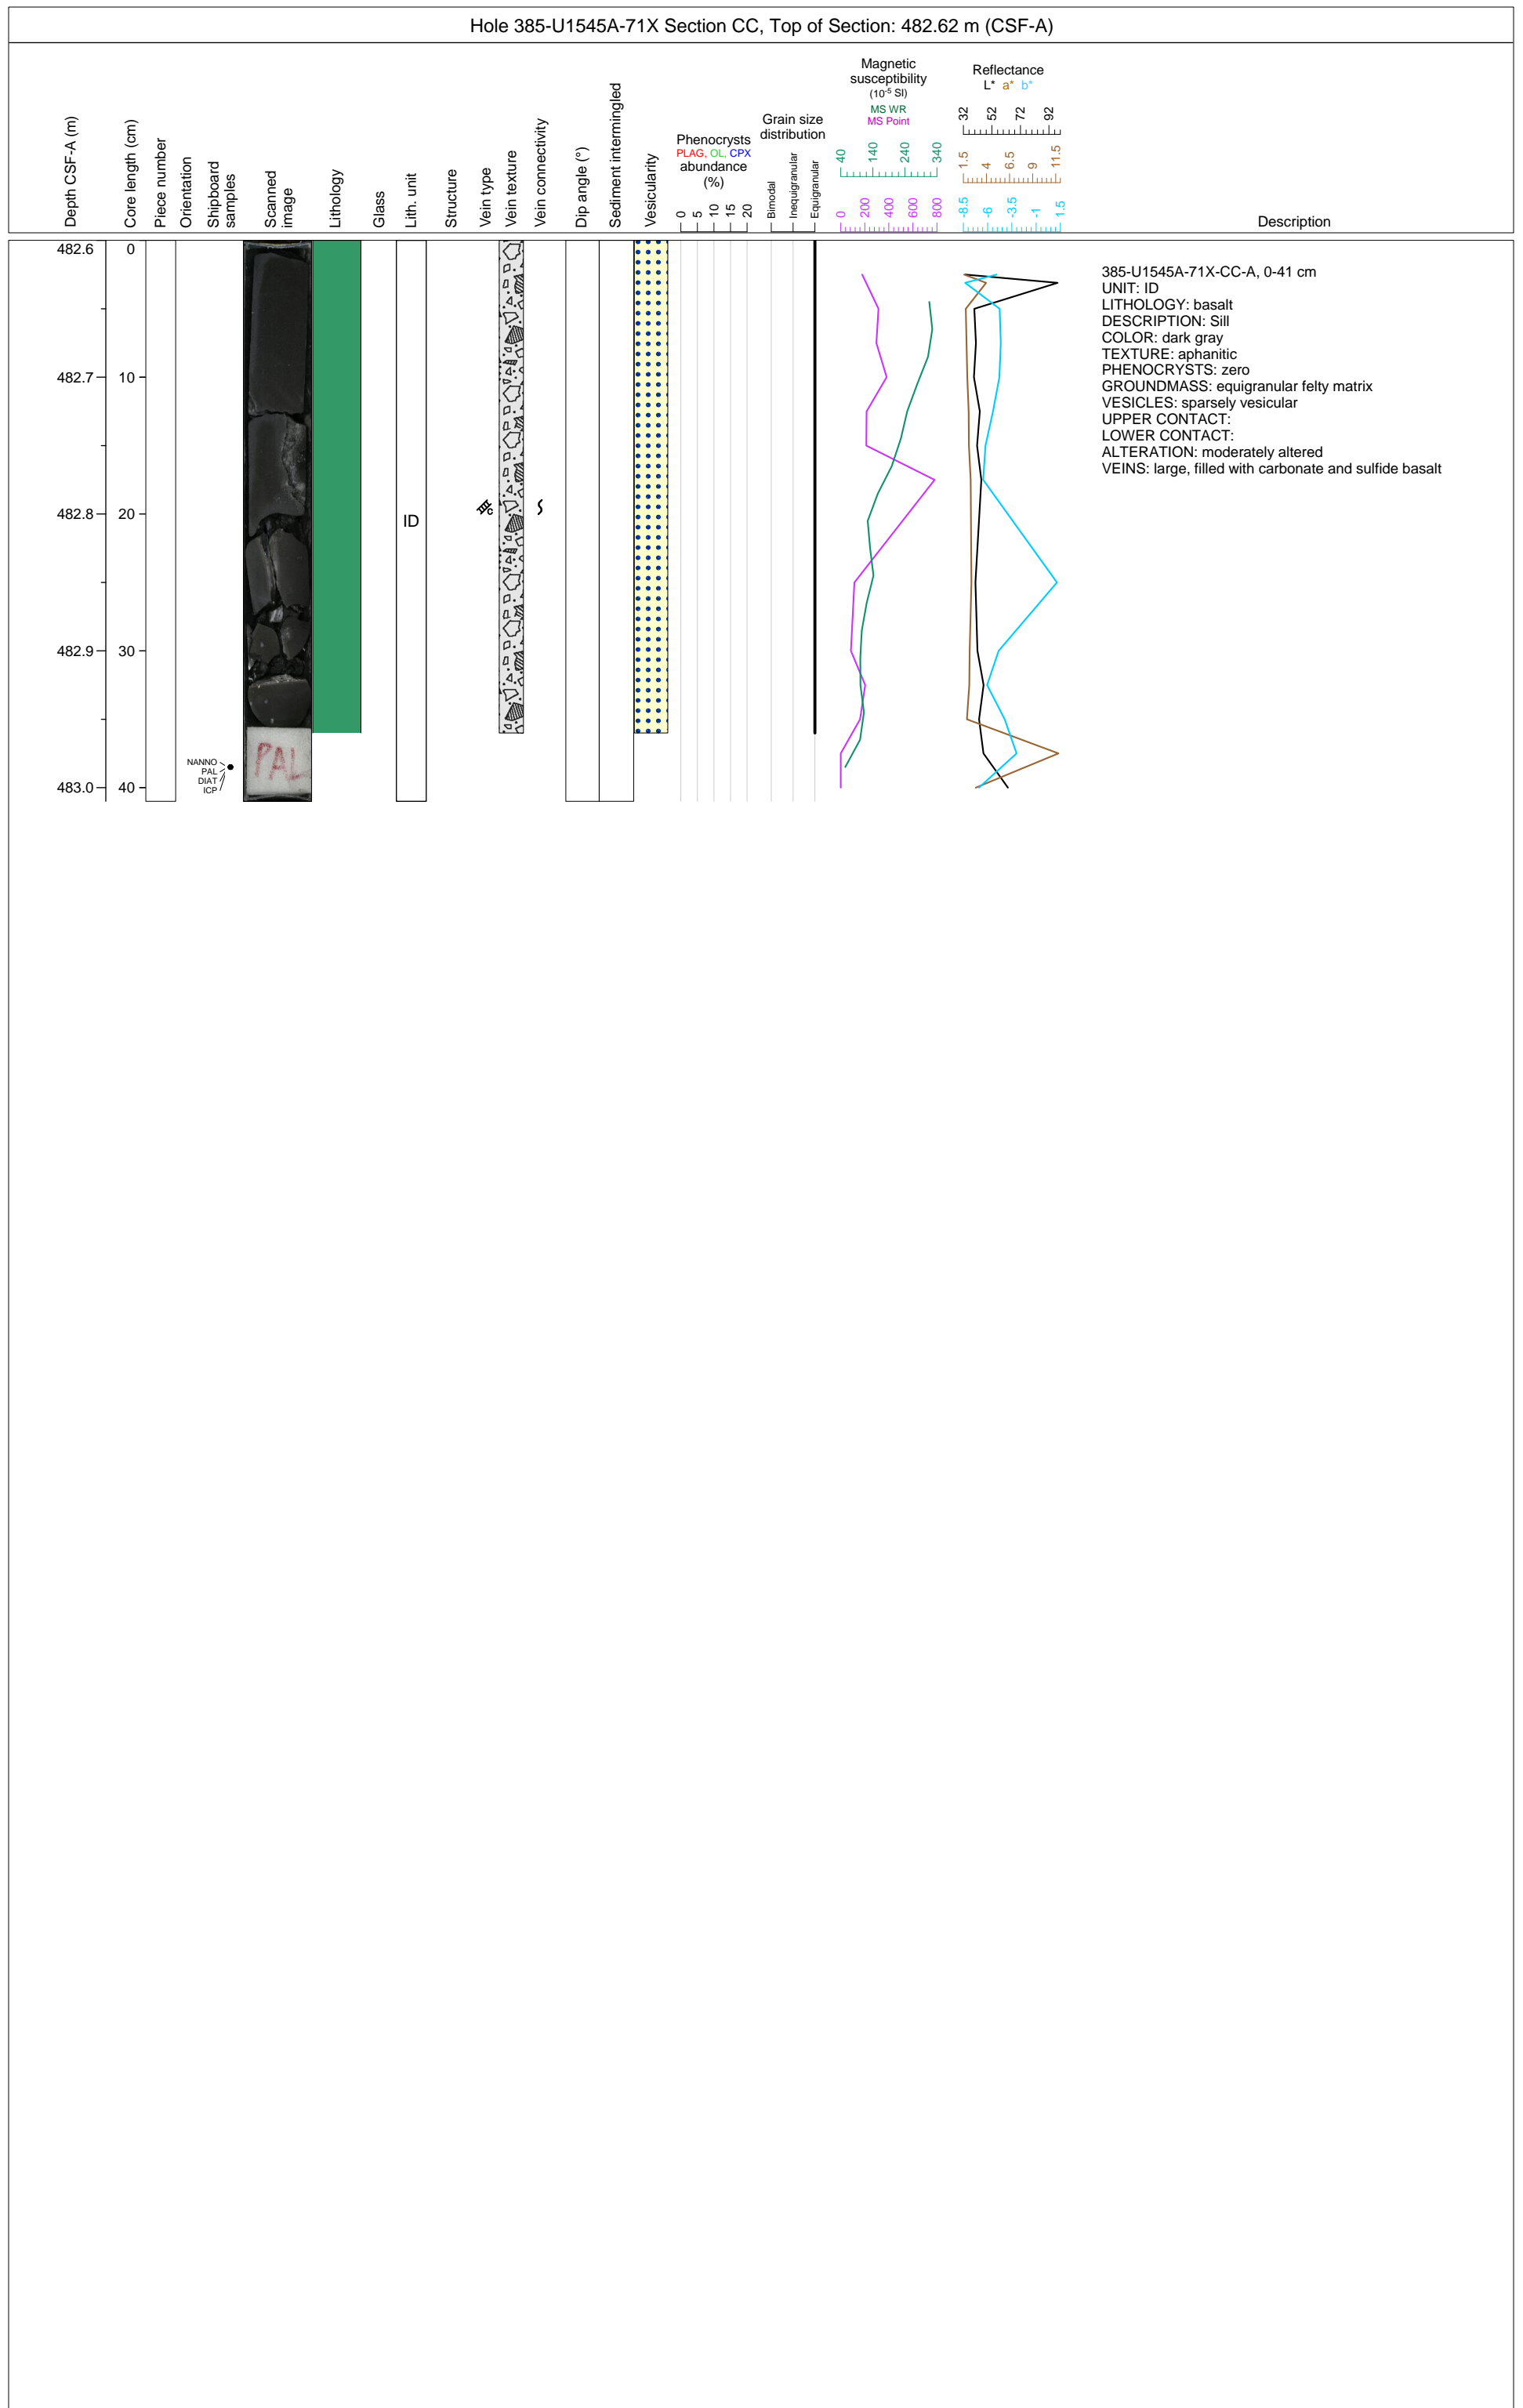 Hole 385-U1545A-71X Section CC, Top of Section: 482.62 m (CSF-A)
Depth CSF-A (m)
Core length (cm)
Piece number
Orientation
Shipboard
samples
Scanned
image
Lithology
Glass
Lith. unit
Structure
Vein type
Vein texture
Vein connectivity
Dip angle (°)
Sediment intermingled
Vesicularity
Phenocrysts
PLAG, OL, CPX
abundance
(%)
0 5 10 15 20
Grain size
distribution
Bimodal
Inequigranular
Equigranular
Magnetic
susceptibility
(10-5 SI)
MS WR
MS Point
40 140 240 340
0 200 400 600 800
Reflectance
L* a* b*
32 52 72 92
1.5 4 6.5 9 11.5
-8.5 -6 -3.5 -1 1.5
Description
482.6 0
482.7 10
482.8 20
482.9 30
483.0 40
NANNO
PAL
DIAT
ICP
PAL
ID
C
385-U1545A-71X-CC-A, 0-41 cm
UNIT: ID
LITHOLOGY: basalt
DESCRIPTION: Sill
COLOR: dark gray
TEXTURE: aphanitic
PHENOCRYSTS: zero
GROUNDMASS: equigranular felty matrix
VESICLES: sparsely vesicular
UPPER CONTACT:
LOWER CONTACT:
ALTERATION: moderately altered
VEINS: large, filled with carbonate and sulfide basalt